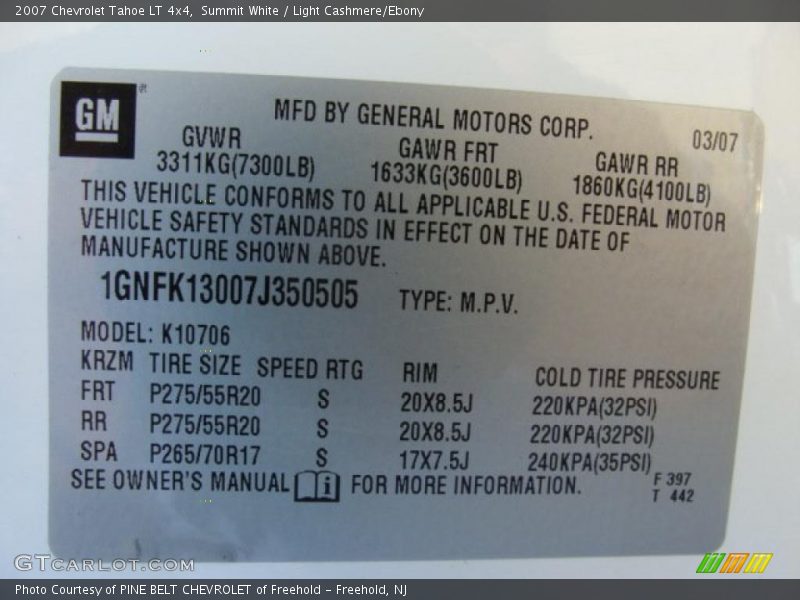 2007 Chevrolet Tahoe LT 4x4, Summit White / Light Cashmere/Ebony
GM®
MFD BY GENERAL MOTORS CORP.
03/07
GVWR GAWR FRT GAWR RR
3311KG(7300LB) 1633KG(3600LB) 1860KG(4100LB)
THIS VEHICLE CONFORMS TO ALL APPLICABLE U.S. FEDERAL MOTOR
VEHICLE SAFETY STANDARDS IN EFFECT ON THE DATE OF
MANUFACTURE SHOWN ABOVE.
1GNFK13007J350505 TYPE: M.P.V.
MODEL: K10706
KRZM TIRE SIZE SPEED RTG RIM COLD TIRE PRESSURE
FRT P275/55R20 S 20X8.5J 220KPA(32PSI)
RR P275/55R20 S 20X8.5J 220KPA(32PSI)
SPA P265/70R17 S 17X7.5J 240KPA(35PSI)
SEE OWNER'S MANUAL i FOR MORE INFORMATION.
F 397
T 442
GTcarlot.com
Photo Courtesy of PINE BELT CHEVROLET of Freehold - Freehold, NJ